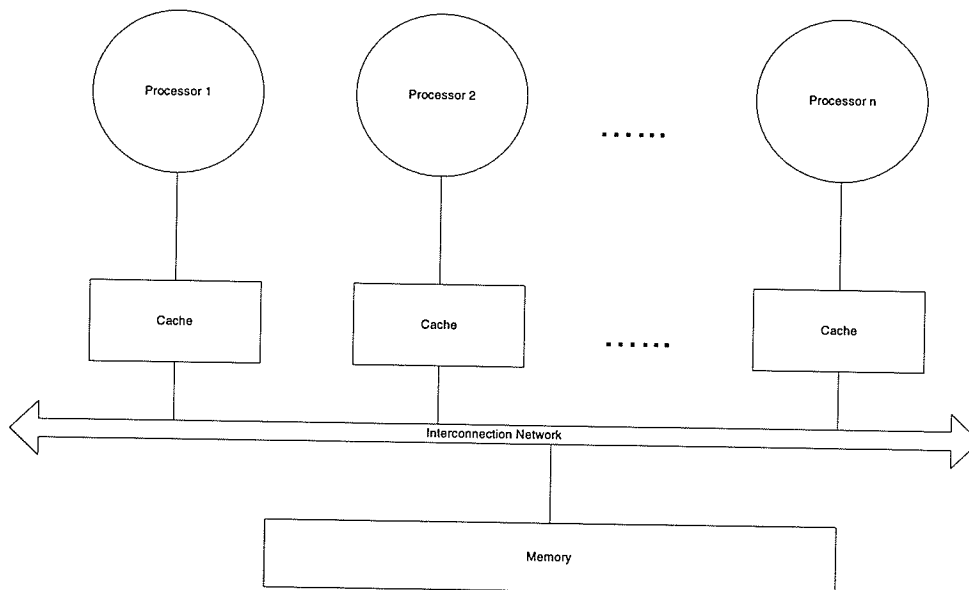 Processor 1
Processor 2
Processor n
......
Cache
Cache
Cache
......
Interconnection Network
Memory